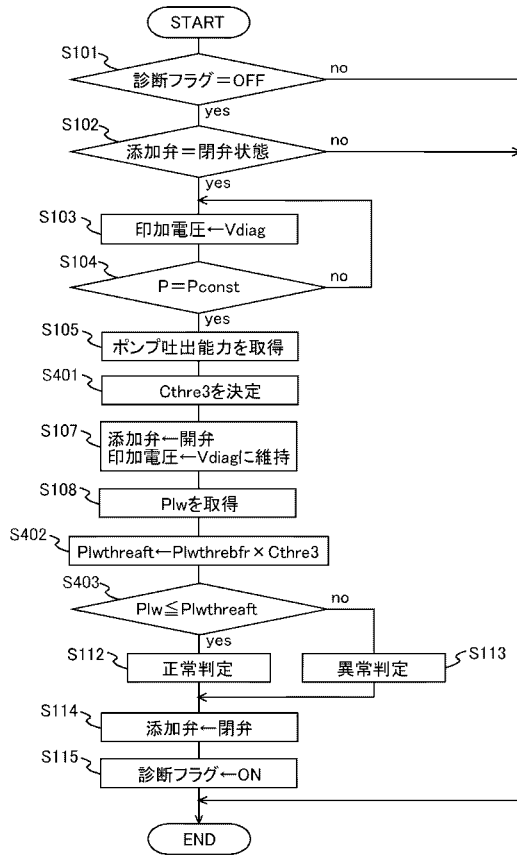 START
S101
診断フラグ＝OFF
no
yes
S102
添加弁＝閉弁状態
no
yes
S103
印加電圧←Vdiag
S104
P＝Pconst
no
yes
S105
ポンプ吐出能力を取得
S401
Cthre3を決定
S107
添加弁←開弁
印加電圧←Vdiagに維持
S108
Plwを取得
S402
Plwthreaft←Plwthrebfr×Cthre3
S403
Plw≦Plwthreaft
no
yes
S112
正常判定
異常判定
S113
S114
添加弁←閉弁
S115
診断フラグ←ON
END